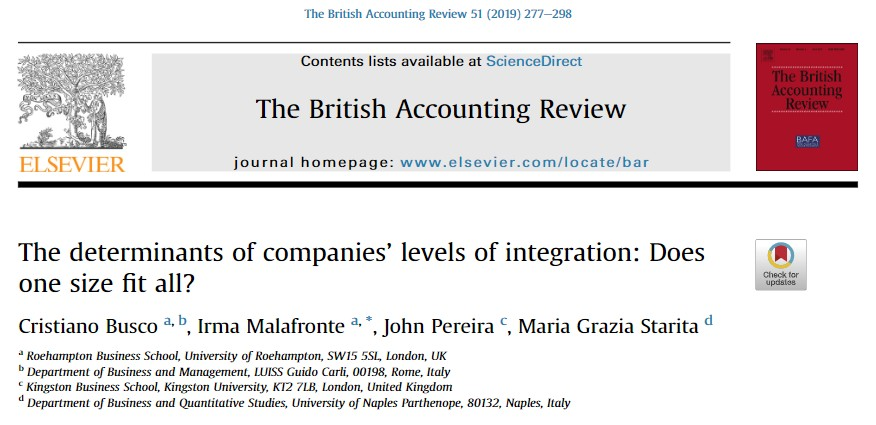 The British Accounting Review 51 (2019) 277–298
Contents lists available at ScienceDirect
The British Accounting Review
journal homepage: www.elsevier.com/locate/bar
ELSEVIER
The British
Accounting
Review
BAFA
The determinants of companies’ levels of integration: Does
one size fit all?
Check for
updates
Cristiano Busco a, b, Irma Malafronte a, *, John Pereira c, Maria Grazia Starita d
a Roehampton Business School, University of Roehampton, SW15 5SL, London, UK
b Department of Business and Management, LUISS Guido Carli, 00198, Rome, Italy
c Kingston Business School, Kingston University, KT2 7LB, London, United Kingdom
d Department of Business and Quantitative Studies, University of Naples Parthenope, 80132, Naples, Italy